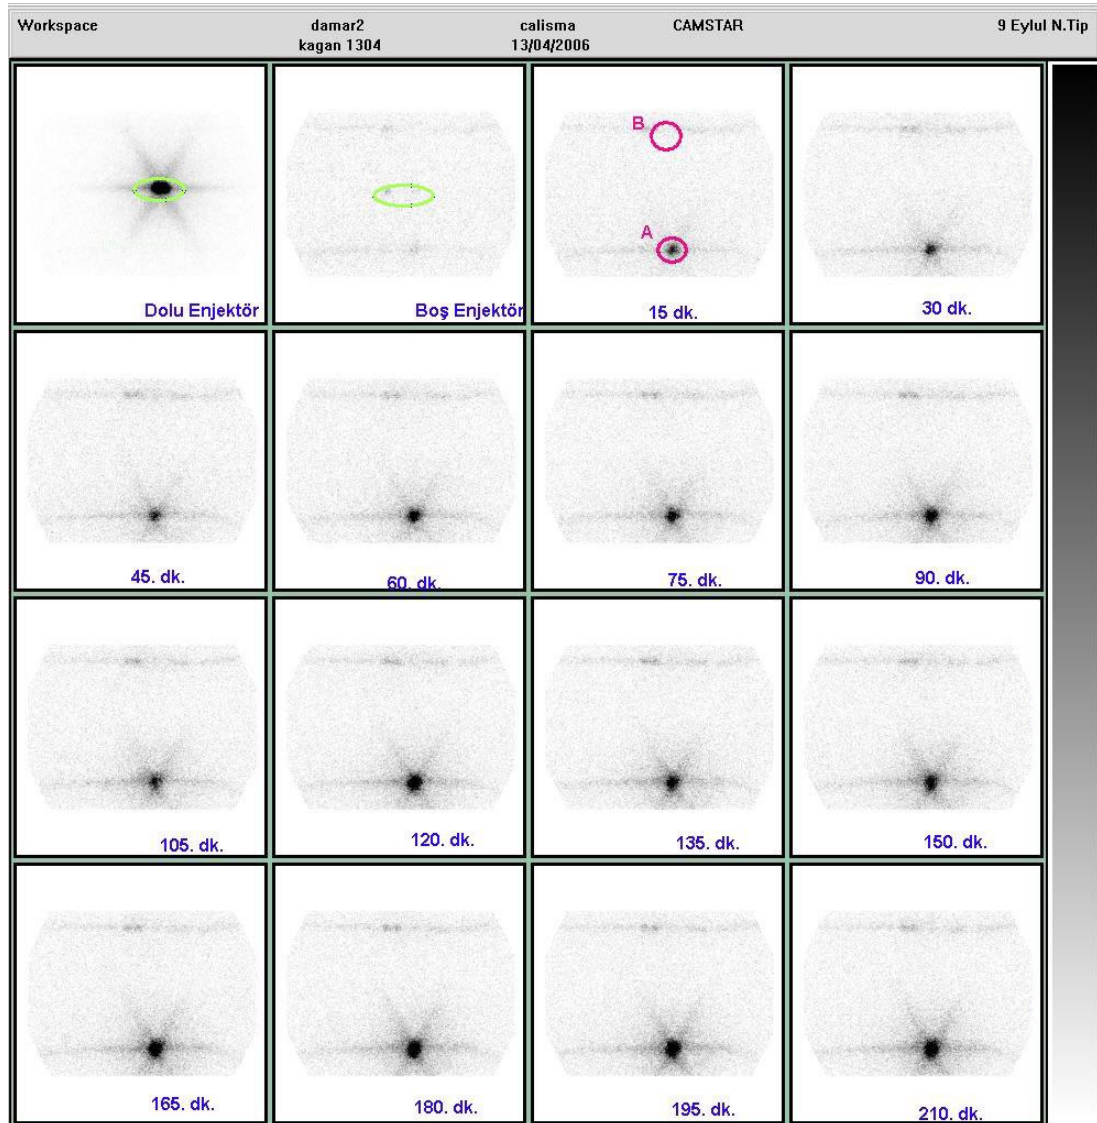 Workspace damar2 calisma CAMSTAR 9 Eylul N.Tip
kagan 1304 13/04/2006
Dolu Enjektör
Boş Enjektör
B
A
15 dk.
30 dk.
45. dk.
60. dk.
75. dk.
90. dk.
105. dk.
120. dk.
135. dk.
150. dk.
165. dk.
180. dk.
195. dk.
210. dk.